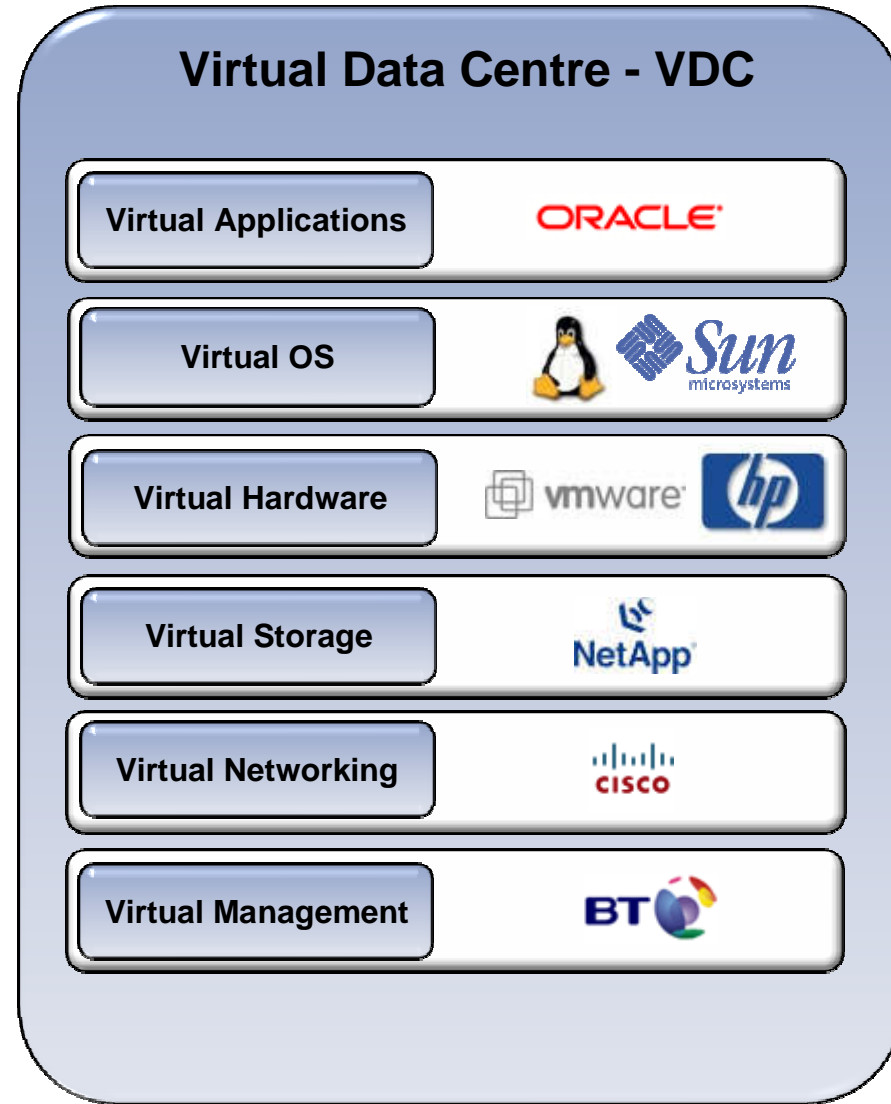 Virtual Data Centre - VDC
Virtual Applications
ORACLE
Virtual OS
Sun
microsystems
Virtual Hardware
vmware
hp
Virtual Storage
NetApp
Virtual Networking
CISCO
Virtual Management
BT